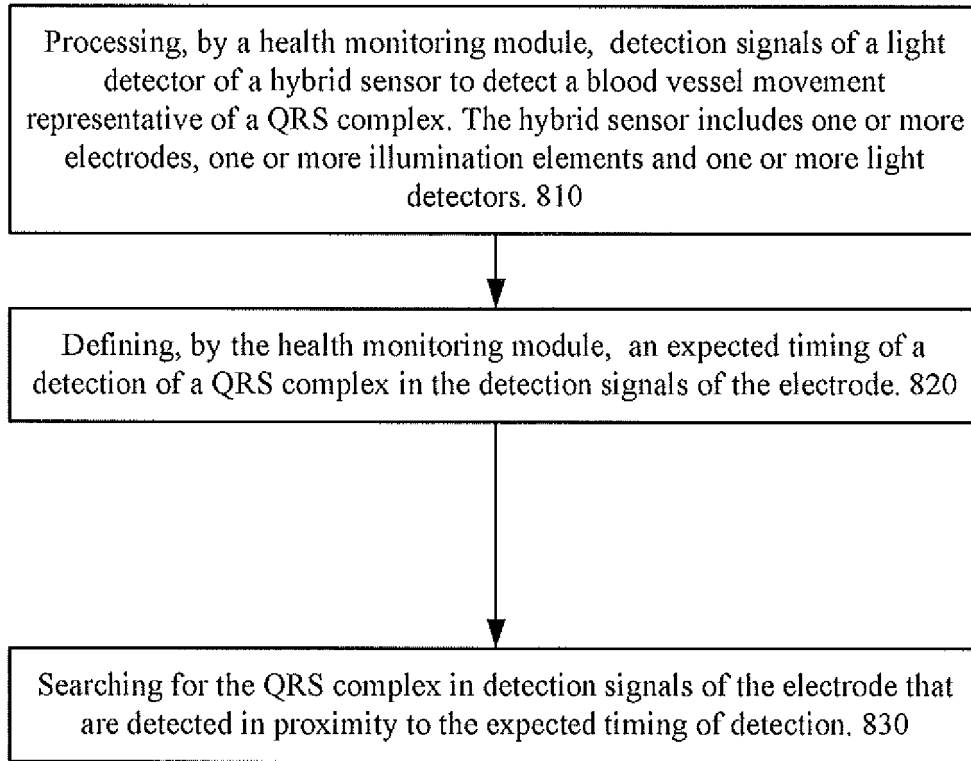 Processing, by a health monitoring module, detection signals of a light
detector of a hybrid sensor to detect a blood vessel movement
representative of a QRS complex. The hybrid sensor includes one or more
electrodes, one or more illumination elements and one or more light
detectors. 810
Defining, by the health monitoring module, an expected timing of a
detection of a QRS complex in the detection signals of the electrode. 820
Searching for the QRS complex in detection signals of the electrode that
are detected in proximity to the expected timing of detection. 830